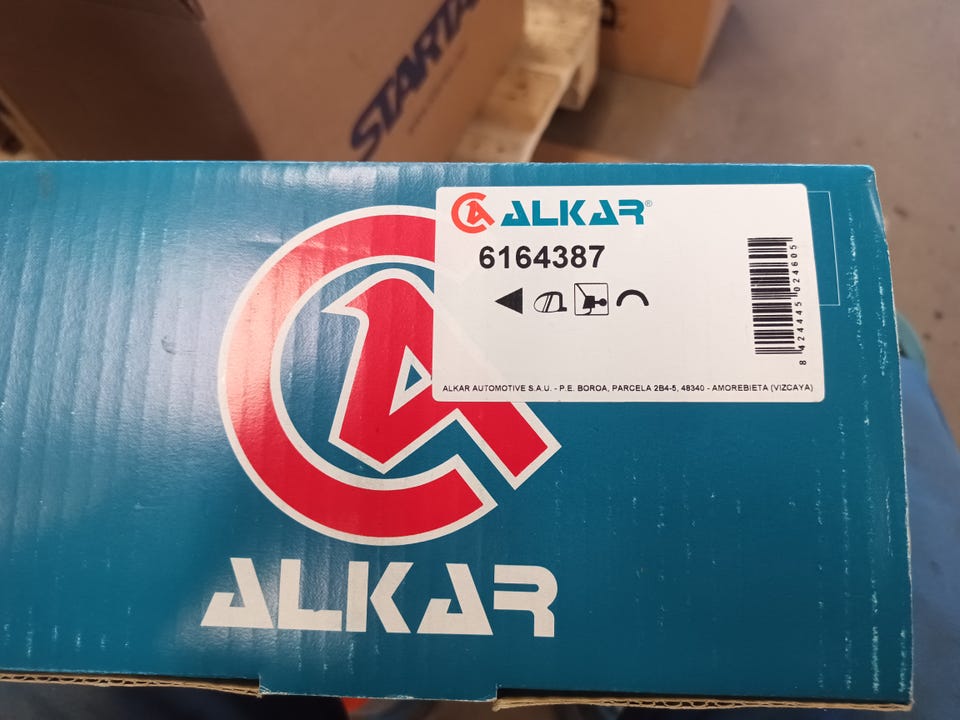 ALKAR®
6164387
8 424445 024605
ALKAR AUTOMOTIVE S.A.U. - P.E. BOROA, PARCELA 2B4-5, 48340 - AMOREBIETA (VIZCAYA)
ALKAR